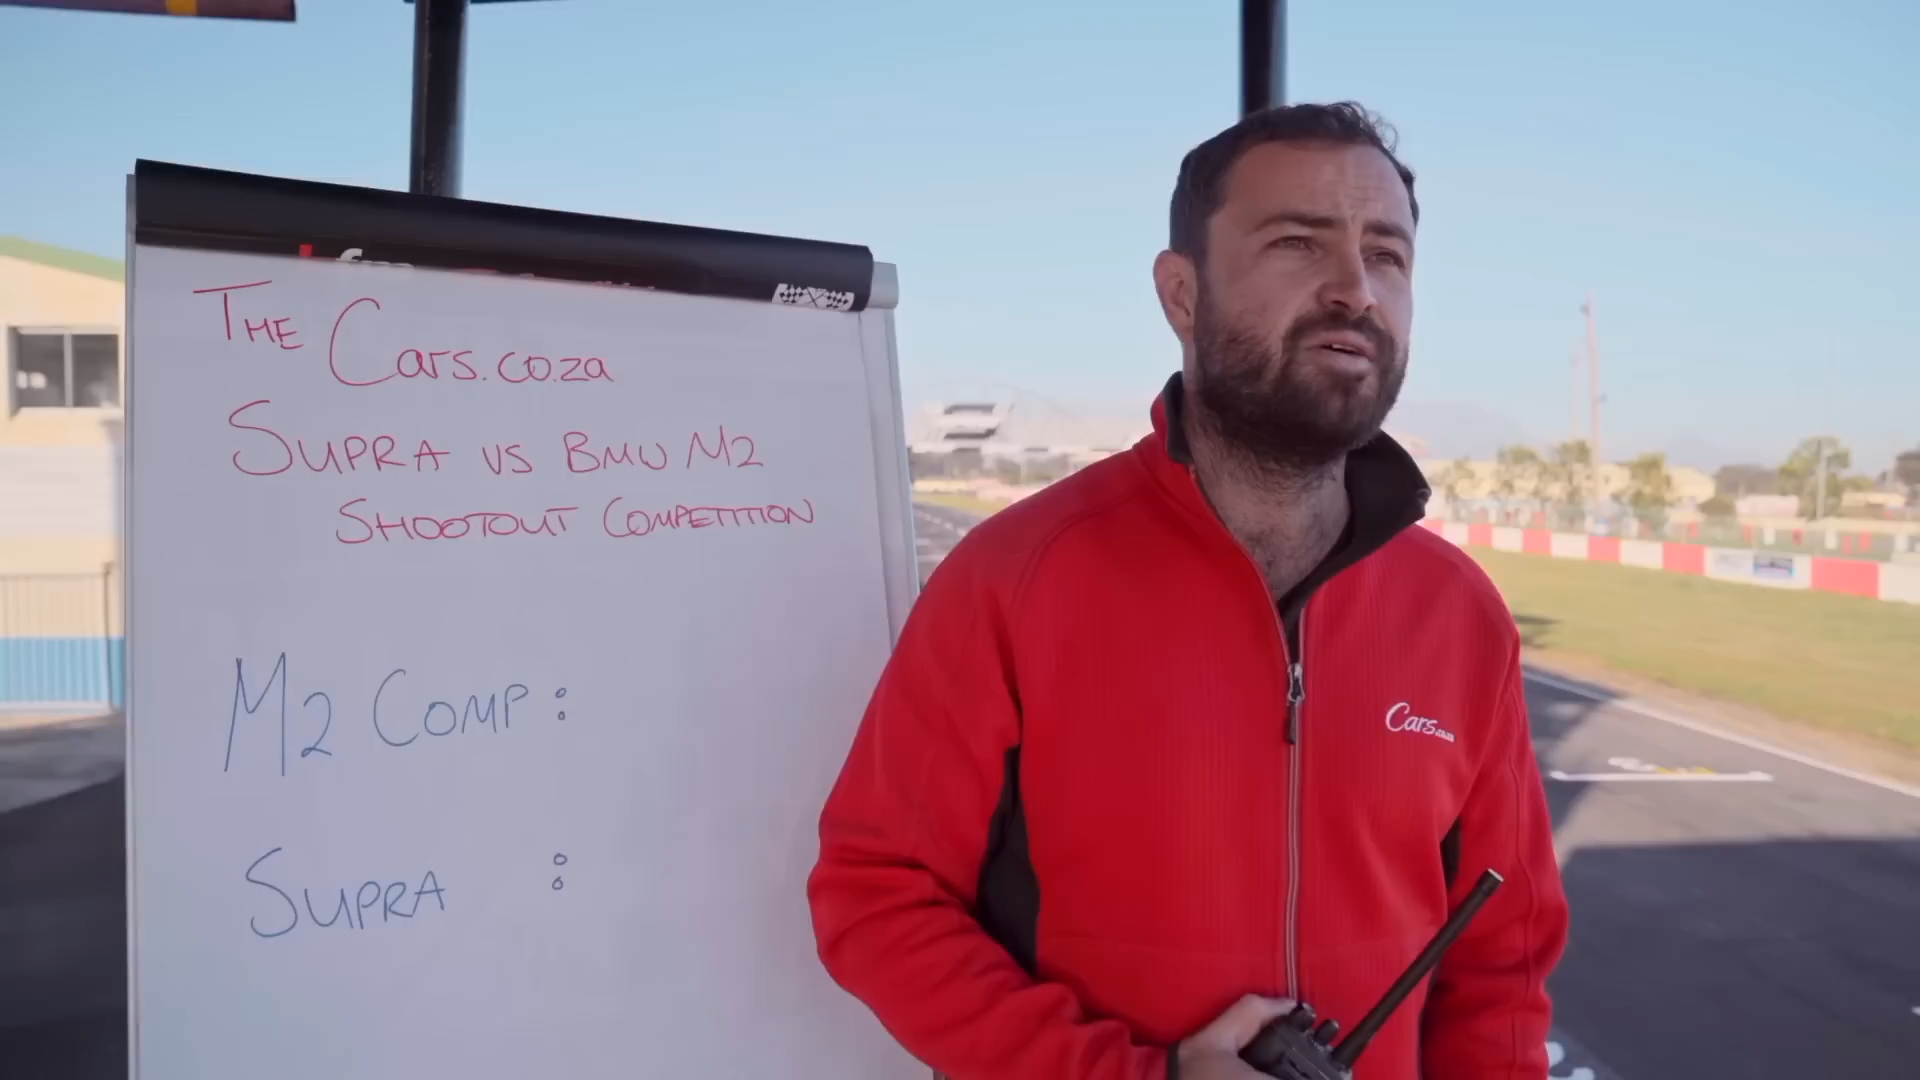 THE Cars.co.za
SUPRA VS BMW M2
SHOOTOUT COMPETITION
M2 COMP :
SUPRA :
Cars.co.za